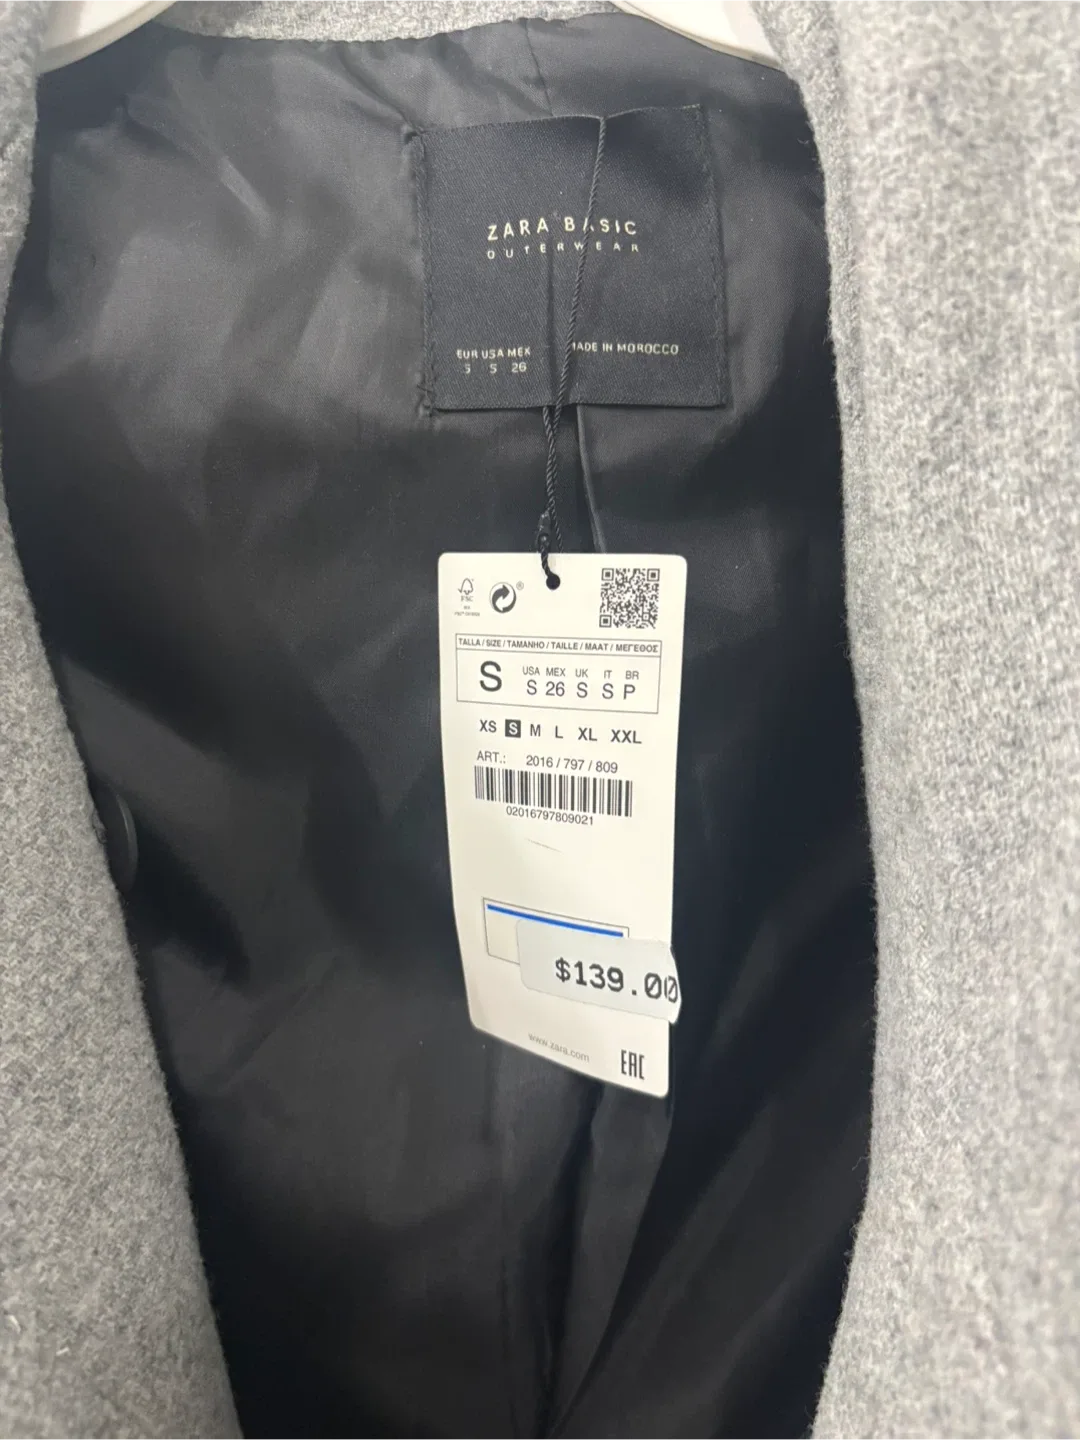 ZARA BASIC
OUTERWEAR
EUR USA MEX
S S 26
MADE IN MOROCCO
FSC
®
TALLA / SIZE / TAMANHO / TAILLE / MAAT / ΜΕΓΕΘΟΣ
S
USA MEX UK IT BR
S 26 S S P
XS S M L XL XXL
ART.: 2016 / 797 / 809
02016797809021
$139.00
www.zara.com
EAC